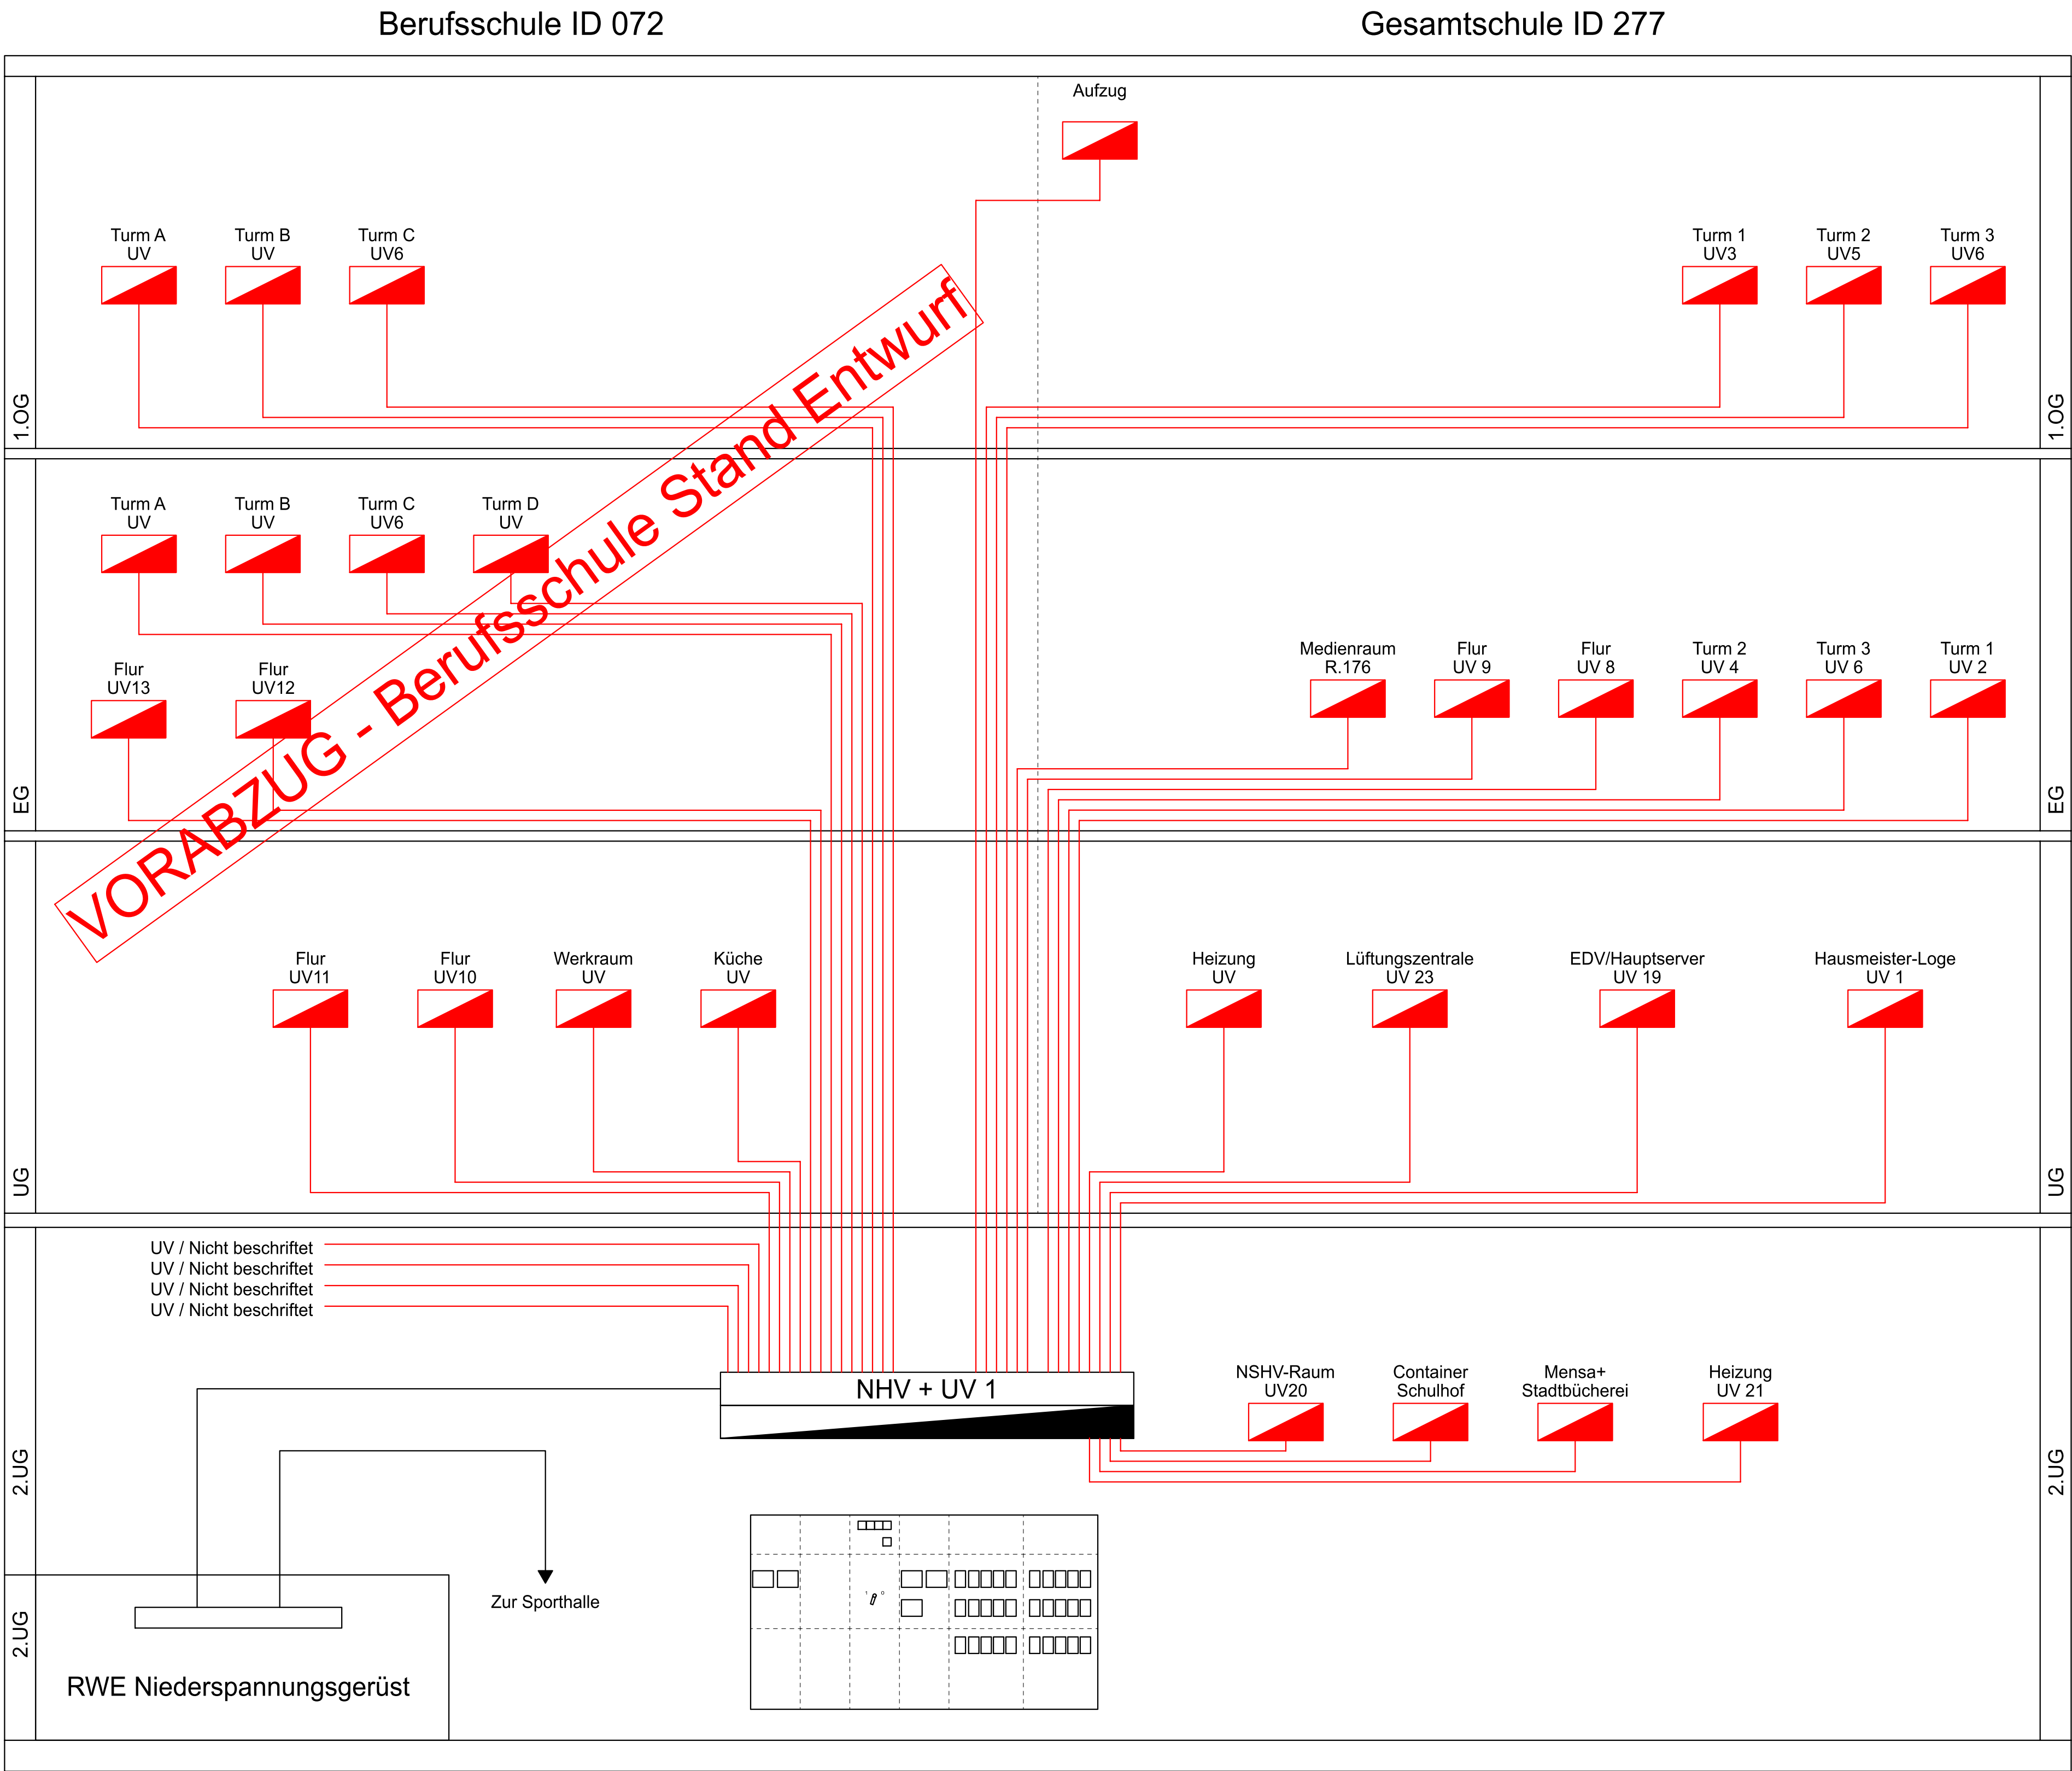 Berufsschule ID 072
Gesamtschule ID 277
Aufzug
Turm A
UV
Turm B
UV
Turm C
UV6
Turm 1
UV3
Turm 2
UV5
Turm 3
UV6
1.OG
1.OG
VORABZUG - Berufsschule Stand Entwurf
Turm A
UV
Turm B
UV
Turm C
UV6
Turm D
UV
Flur
UV13
Flur
UV12
Medienraum
R.176
Flur
UV 9
Flur
UV 8
Turm 2
UV 4
Turm 3
UV 6
Turm 1
UV 2
EG
EG
Flur
UV11
Flur
UV10
Werkraum
UV
Küche
UV
Heizung
UV
Lüftungszentrale
UV 23
EDV/Hauptserver
UV 19
Hausmeister-Loge
UV 1
UG
UG
UV / Nicht beschriftet
UV / Nicht beschriftet
UV / Nicht beschriftet
UV / Nicht beschriftet
NHV + UV 1
NSHV-Raum
UV20
Container
Schulhof
Mensa+
Stadtbücherei
Heizung
UV 21
2.UG
2.UG
Zur Sporthalle
2.UG
RWE Niederspannungsgerüst